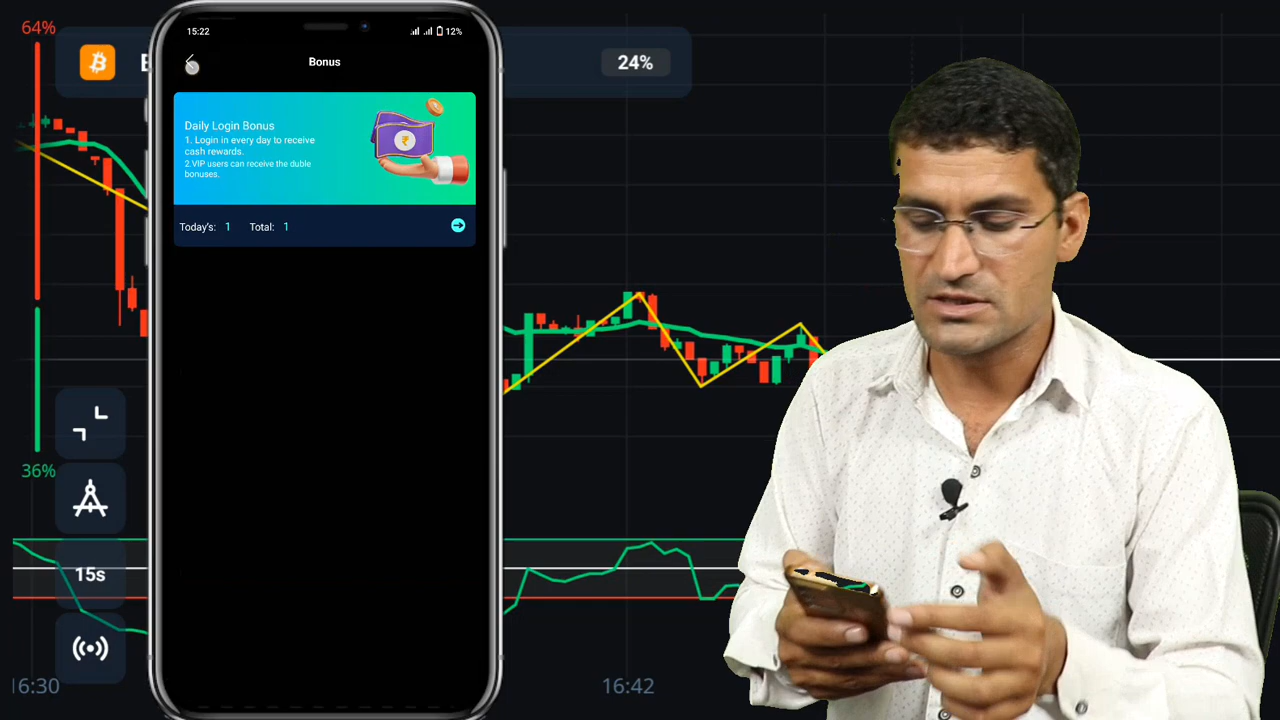 64%
15:22
12%
Bonus
24%
Daily Login Bonus
1. Login in every day to receive
cash rewards.
2.VIP users can receive the duble
bonuses.
Today's: 1 Total: 1
36%
15s
16:30
16:42